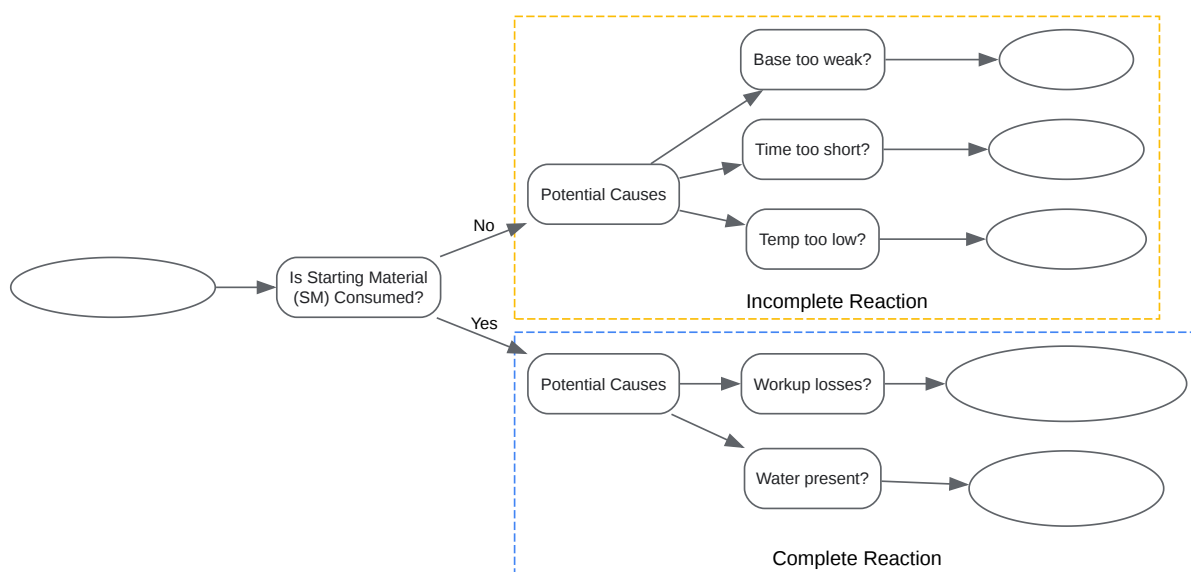 Base too weak?
Time too short?
Potential Causes
No
Temp too low?
Is Starting Material
(SM) Consumed?
Incomplete Reaction
Yes
Potential Causes
Workup losses?
Water present?
Complete Reaction